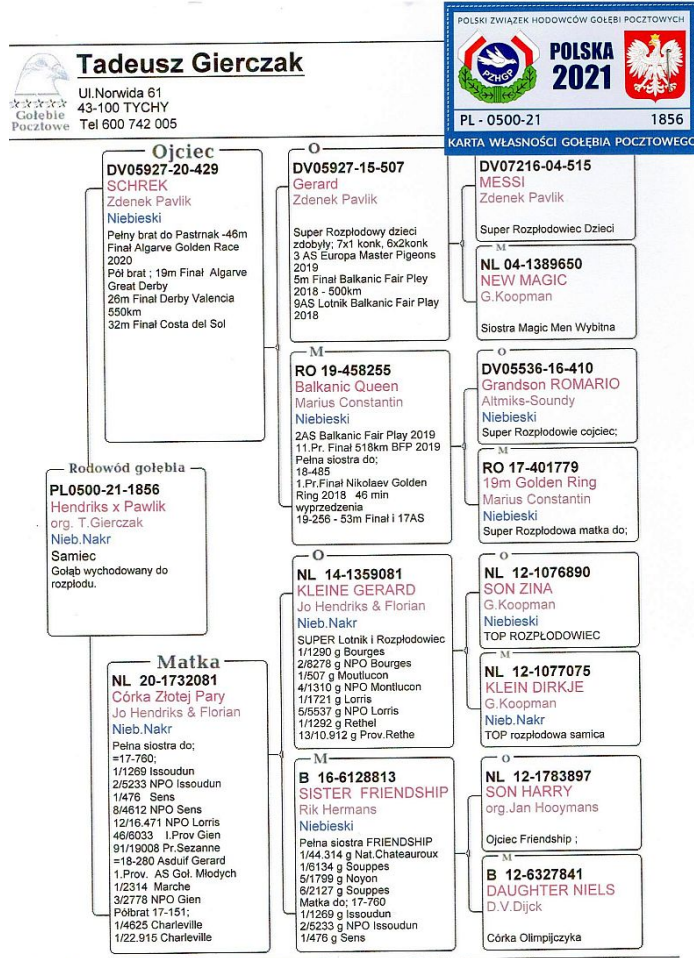 Tadeusz Gierczak
Ul.Norwida 61
43-100 TYCHY
Tel 600 742 005
Gołębie
Pocztowe
POLSKI ZWIĄZEK HODOWCÓW GOŁĘBI POCZTOWYCH
PZHGP
POLSKA
2021
PL - 0500-21 1856
KARTA WŁASNOŚCI GOŁĘBIA POCZTOWEGO
Rodowód gołębia
PL0500-21-1856
Hendriks x Pawlik
org. T.Gierczak
Nieb.Nakr
Samiec
Gołąb wychodowany do
rozpłodu.
Ojciec
DV05927-20-429
SCHREK
Zdenek Pavlik
Niebieski
Pełny brat do Pastrnak -46m
Finał Algarve Golden Race
2020
Pół brat ; 19m Finał Algarve
Great Derby
26m Finał Derby Valencia
550km
32m Finał Costa del Sol
Matka
NL 20-1732081
Córka Złotej Pary
Jo Hendriks & Florian
Nieb.Nakr
Pełna siostra do;
=17-760;
1/1269 Issoudun
2/5233 NPO Issoudun
1/476 Sens
8/4612 NPO Sens
12/16.471 NPO Lorris
46/6033 I.Prov Gien
91/19008 Pr.Sezanne
=18-280 Asduif Gerard
1.Prov. AS Goł. Młodych
1/2314 Marche
3/2778 NPO Gien
Półbrat 17-151;
1/4625 Charleville
1/22.915 Charleville
O
DV05927-15-507
Gerard
Zdenek Pavlik
Super Rozpłodowy dzieci
zdobyły; 7x1 konk, 6x2konk
3 AS Europa Master Pigeons
2019
5m Finał Balkanic Fair Pley
2018 - 500km
9AS Lotnik Balkanic Fair Play
2018
M
RO 19-458255
Balkanic Queen
Marius Constantin
Niebieski
2AS Balkanic Fair Play 2019
11.Pr. Final 518km BFP 2019
Pełna siostra do;
18-485
1.Pr.Finał Nikolaev Golden
Ring 2018 46 min
wyprzedzenia
19-256 - 53m Finał i 17AS
O
NL 14-1359081
KLEINE GERARD
Jo Hendriks & Florian
Nieb.Nakr
SUPER Lotnik i Rozpłodowiec
1/1290 g Bourges
2/8278 g NPO Bourges
1/507 g Moutlucon
4/1310 g NPO Montlucon
1/1721 g Lorris
5/5537 g NPO Lorris
1/1292 g Rethel
13/10.912 g Prov.Rethe
M
B 16-6128813
SISTER FRIENDSHIP
Rik Hermans
Niebieski
Pełna siostra FRIENDSHIP
1/44.314 g Nat.Chateauroux
1/6134 g Souppes
5/1799 g Noyon
6/2127 g Souppes
Matka do; 17-760
1/1269 g Issoudun
2/5233 g NPO Issoudun
1/476 g Sens
DV07216-04-515
MESSI
Zdenek Pavlik
Super Rozpłodowiec Dzieci
M
NL 04-1389650
NEW MAGIC
G.Koopman
Siostra Magic Men Wybitna
O
DV05536-16-410
Grandson ROMARIO
Altmiks-Soundy
Niebieski
Super Rozpłodowie cojciec;
M
RO 17-401779
19m Golden Ring
Marius Constantin
Niebieski
Super Rozpłodowa matka do;
O
NL 12-1076890
SON ZINA
G.Koopman
Niebieski
TOP ROZPŁODOWIEC
M
NL 12-1077075
KLEIN DIRKJE
G.Koopman
Nieb.Nakr
TOP rozpłodowa samica
O
NL 12-1783897
SON HARRY
org.Jan Hooymans
Ojciec Friendship ;
M
B 12-6327841
DAUGHTER NIELS
D.V.Dijck
Córka Olimpijczyka